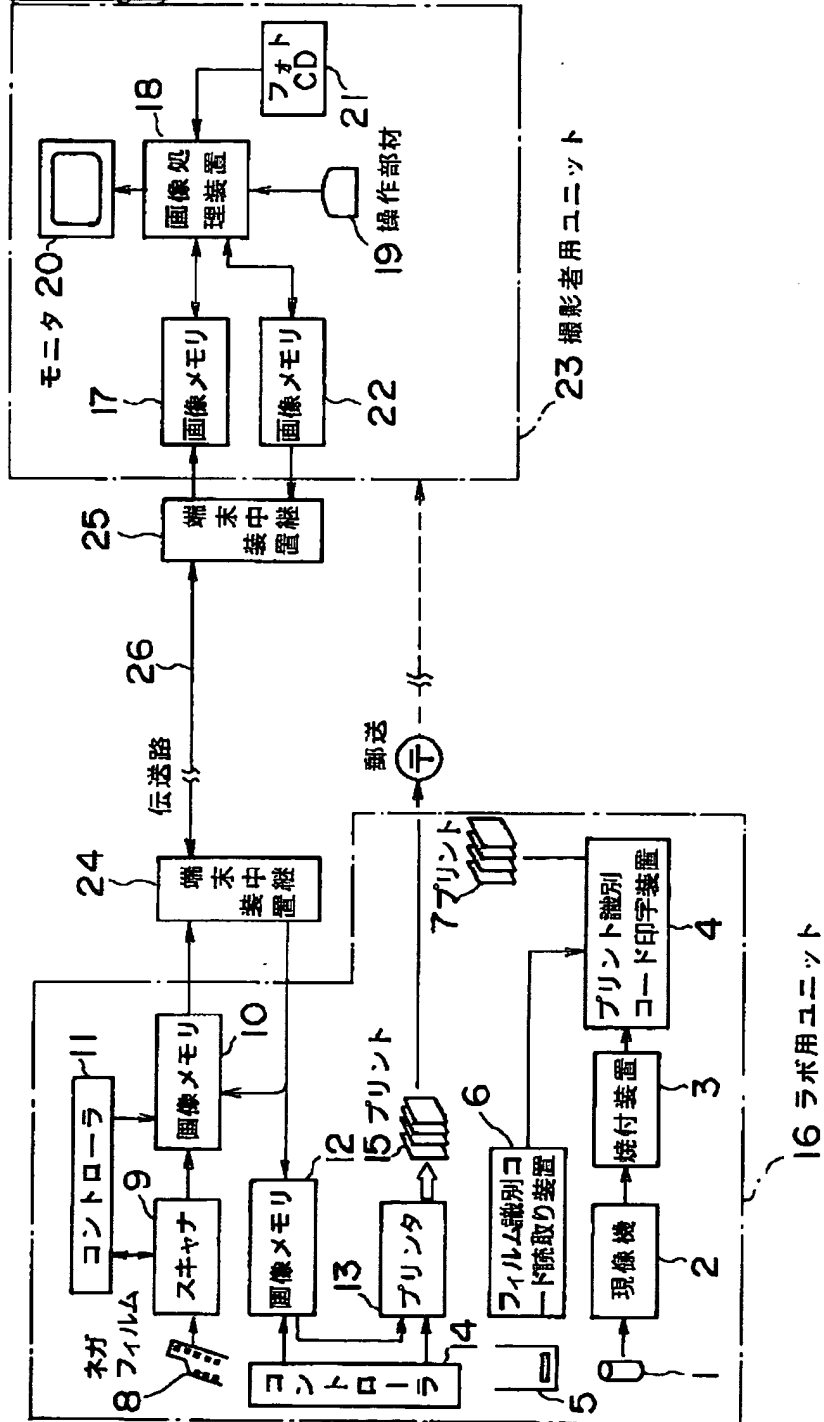 コントローラ
11
ネガ
フィルム
8
スキャナ
9
画像メモリ
10
24
端末中継
装置
伝送路
26
25
端末中継
装置
17
画像メモリ
モニタ 20
18
画像処
理装置
フォト
CD
21
19 操作部材
画像メモリ
22
23 撮影者用ユニット
画像メモリ
12
13
プリンタ
コントローラ
14
15 プリント
郵送
〒
7 プリント
5
6
フィルム識別コ
ード読取り装置
1
現像機
2
焼付装置
3
プリント識別
コード印字装置
4
16 ラボ用ユニット